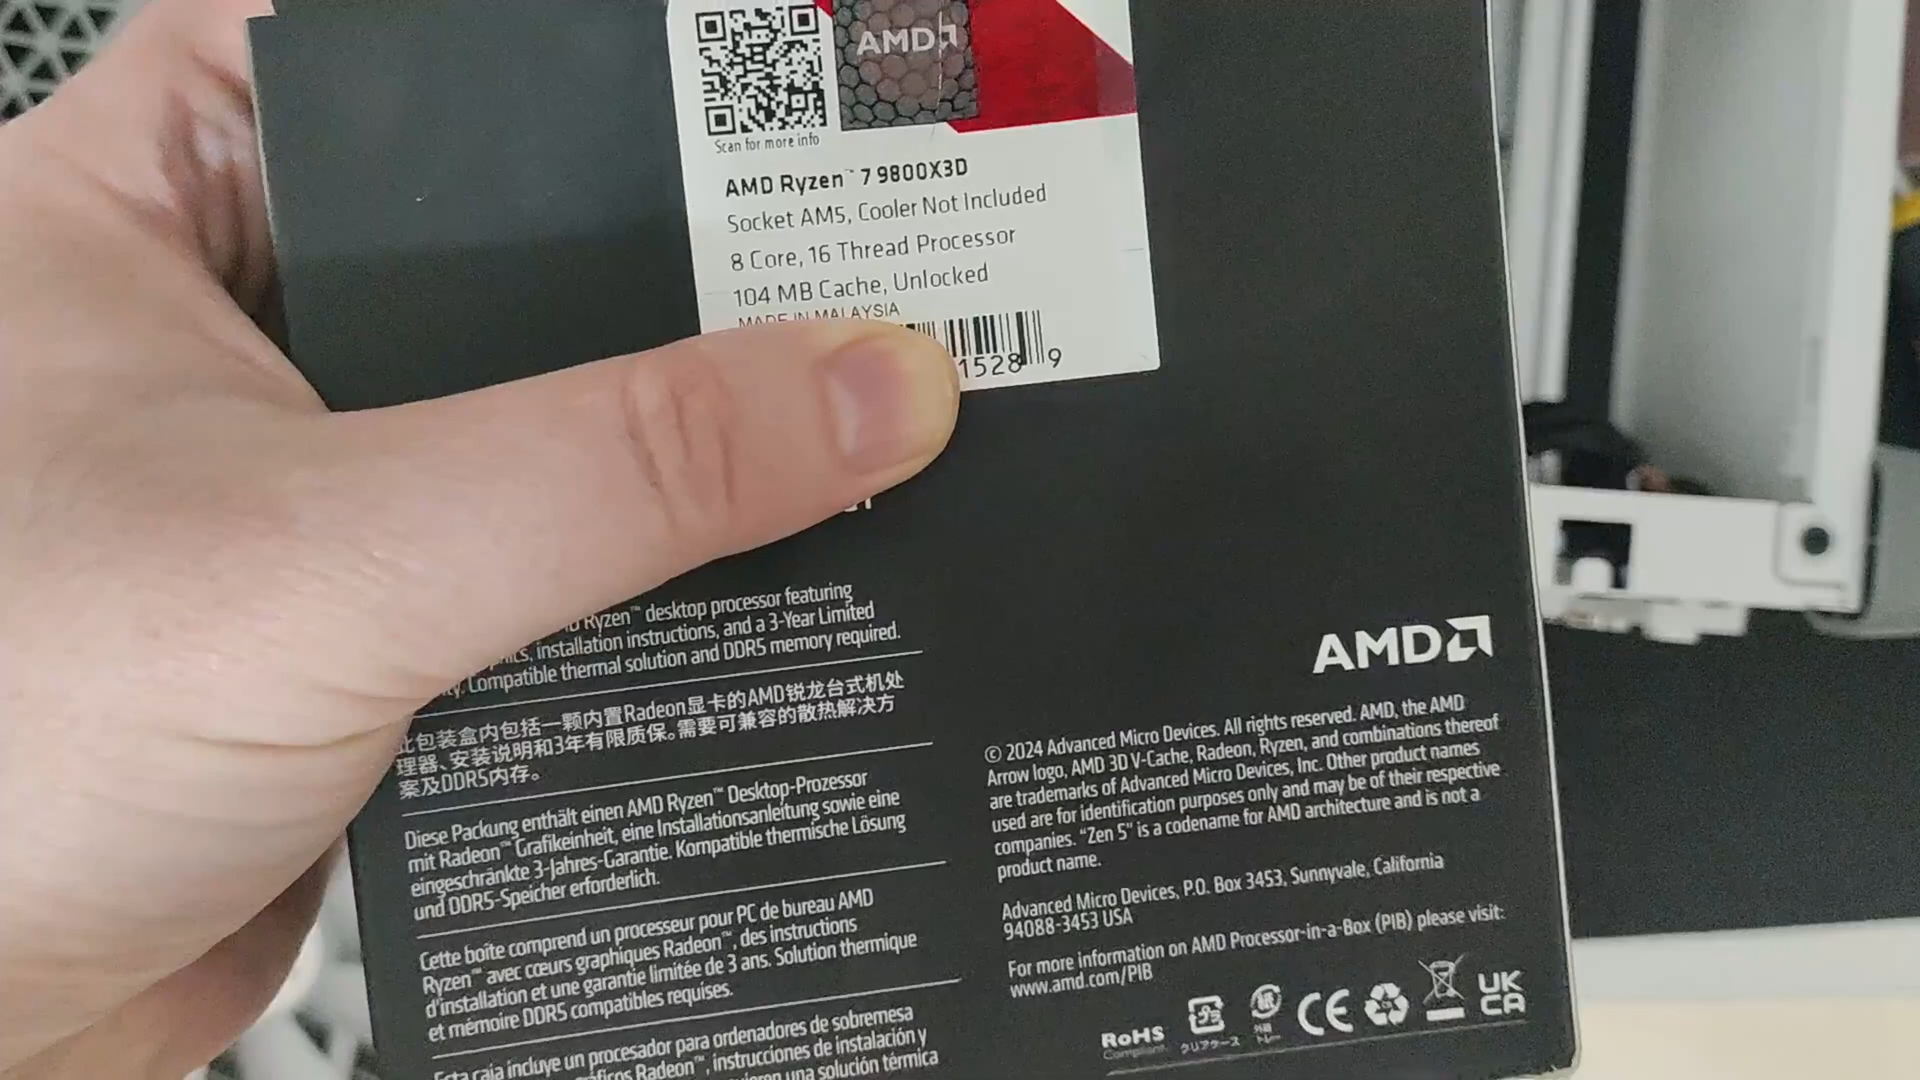 AMD
Scan for more info
AMD Ryzen™ 7 9800X3D
Socket AM5, Cooler Not Included
8 Core, 16 Thread Processor
104 MB Cache, Unlocked
MADE IN MALAYSIA
1528 9
Ryzen™ desktop processor featuring
installation instructions, and a 3-Year Limited
Compatible thermal solution and DDR5 memory required.
此包装盒内包括一颗内置Radeon显卡的AMD锐龙台式机处
理器、安装说明和3年有限质保。需要可兼容的散热解决方
案及DDR5内存。
Diese Packung enthält einen AMD Ryzen™ Desktop-Prozessor
mit Radeon™ Grafikeinheit, eine Installationsanleitung sowie eine
eingeschränkte 3-Jahres-Garantie. Kompatible thermische Lösung
und DDR5-Speicher erforderlich.
Cette boîte comprend un processeur pour PC de bureau AMD
Ryzen™ avec cœurs graphiques Radeon™, des instructions
d'installation et une garantie limitée de 3 ans. Solution thermique
et mémoire DDR5 compatibles requises.
Esta caja incluye un procesador para ordenadores de sobremesa
Radeon™, instrucciones de instalación y
una solución térmica
AMD
© 2024 Advanced Micro Devices. All rights reserved. AMD, the AMD
Arrow logo, AMD 3D V-Cache, Radeon, Ryzen, and combinations thereof
are trademarks of Advanced Micro Devices, Inc. Other product names
used are for identification purposes only and may be of their respective
companies. “Zen 5” is a codename for AMD architecture and is not a
product name.
Advanced Micro Devices, P.O. Box 3453, Sunnyvale, California
94088-3453 USA
For more information on AMD Processor-in-a-Box (PIB) please visit:
www.amd.com/PIB
RoHS
Compliant
プラ
クリアケース
紙
外箱
トレー
CE
UK
CA